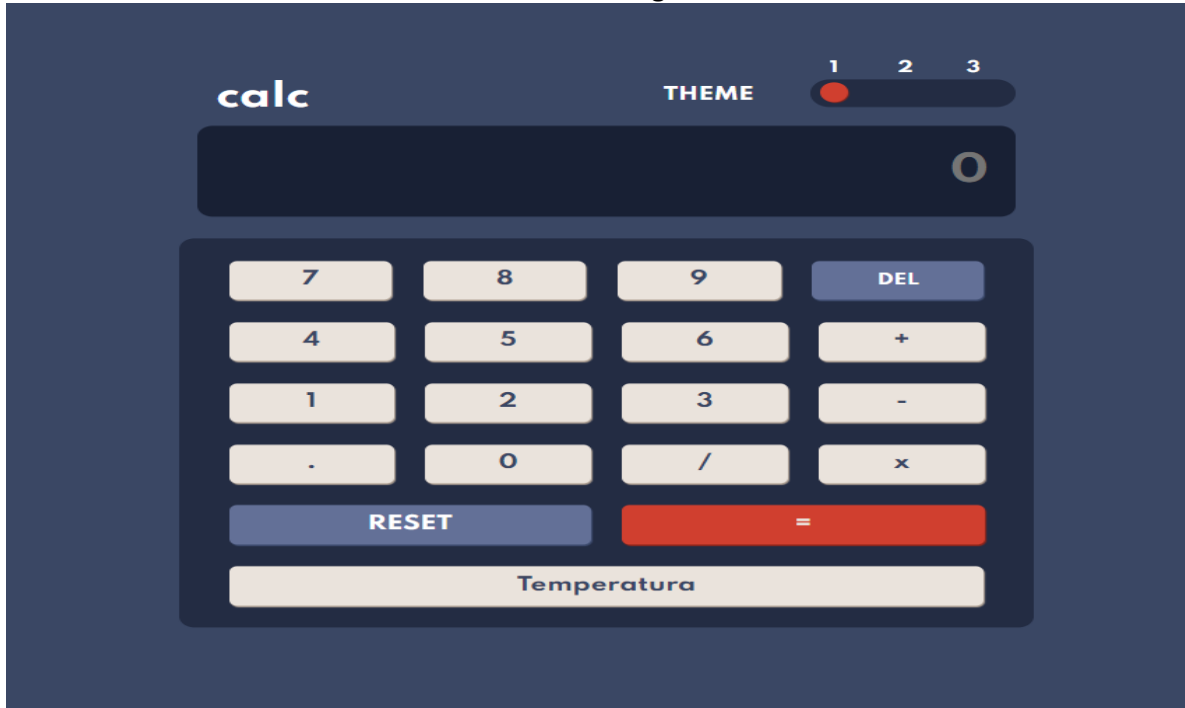 1 2 3
calc THEME
0
7 8 9 DEL
4 5 6 +
1 2 3 -
. 0 / x
RESET =
Temperatura